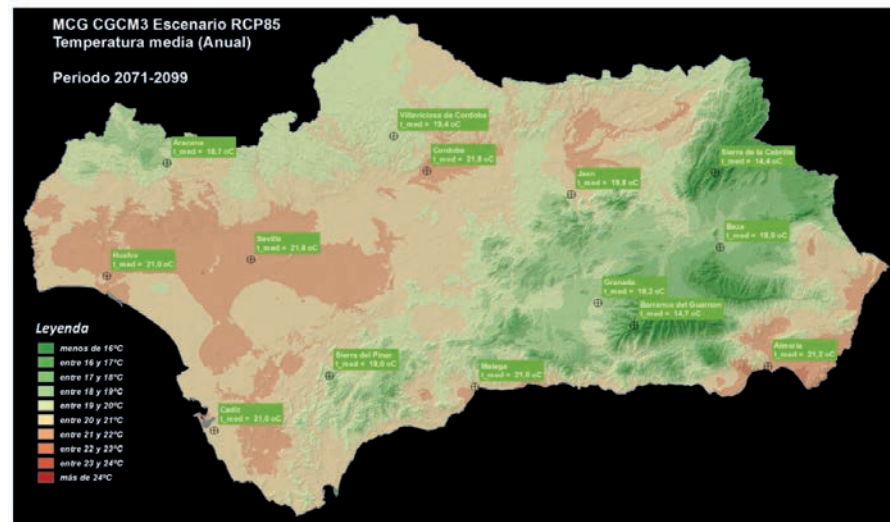 MCG CGCM3 Escenario RCP85
Temperatura media (Anual)
Periodo 2071-2099
Villaviciosa de Cordoba
t_med = 19,4 oC
Aracena
t_med = 18,7 oC
Cordoba
t_med = 21,8 oC
Sierra de la Cabrilla
t_med = 14,4 oC
Jaen
t_med = 19,8 oC
Sevilla
t_med = 21,8 oC
Baza
t_med = 18,0 oC
Huelva
t_med = 21,0 oC
Granada
t_med = 19,2 oC
Barranco del Guarnon
t_med = 14,7 oC
Leyenda
menos de 16ºC
entre 16 y 17ºC
entre 17 y 18ºC
entre 18 y 19ºC
entre 19 y 20ºC
entre 20 y 21ºC
entre 21 y 22ºC
entre 22 y 23ºC
entre 23 y 24ºC
más de 24ºC
Sierra del Pinar
t_med = 18,0 oC
Almeria
t_med = 21,2 oC
Malaga
t_med = 21,0 oC
Cadiz
t_med = 21,0 oC